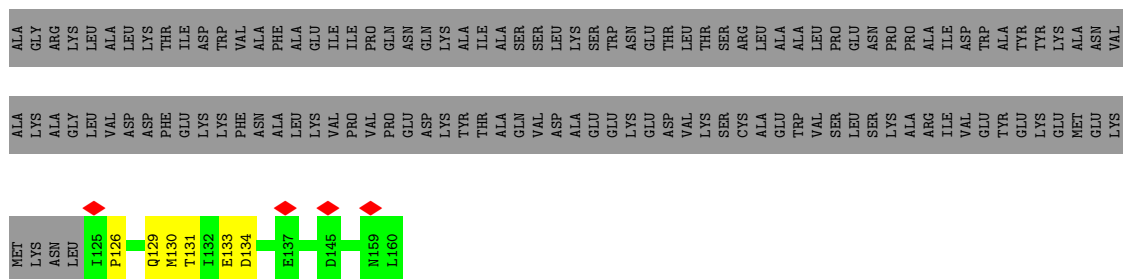 ALA GLY ARG LYS LEU ALA LEU LYS THR ILE ASP TRP VAL ALA PHE ALA GLU ILE ILE PRO GLN ASN GLN LYS ALA ILE ALA SER SER LEU LYS SER TRP ASN GLU THR LEU THR SER ARG LEU ALA ALA LEU PRO GLU ASN PRO PRO ALA ILE ASP TRP ALA TYR TYR LYS ALA ASN VAL
ALA LYS ALA GLY LEU VAL ASP ASP PHE GLU LYS LYS PHE ASN ALA LEU LYS VAL PRO VAL PRO GLU ASP LYS TYR THR ALA GLN VAL ASP ALA GLU GLU LYS GLU ASP VAL LYS SER CYS ALA GLU TRP VAL SER LEU SER LYS ALA ARG ILE VAL GLU TYR GLU LYS GLU MET GLU LYS
MET LYS ASN LEU I125 P126 Q129 M130 T131 I132 E133 D134 E137 D145 N159 L160